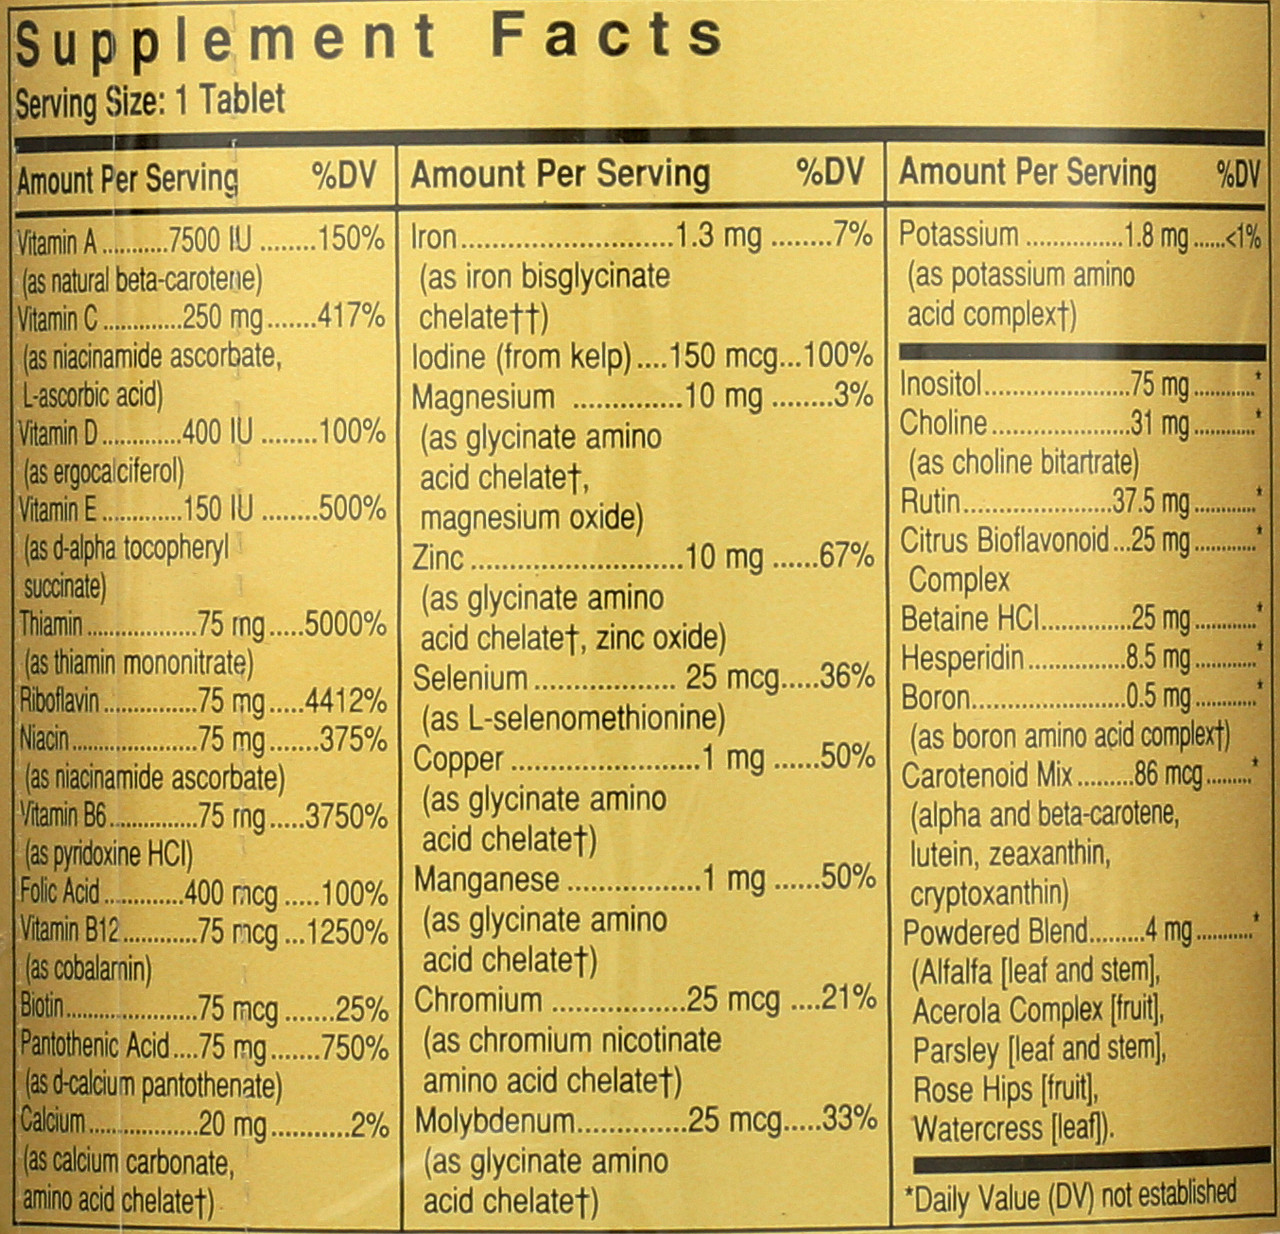 Supplement Facts
Serving Size: 1 Tablet
Amount Per Serving %DV
Vitamin A ...........7500 IU ........150%
(as natural beta-carotene)
Vitamin C .............250 mg.......417%
(as niacinamide ascorbate,
L-ascorbic acid)
Vitamin D.............400 IU ........100%
(as ergocalciferol)
Vitamin E .............150 IU ........500%
(as d-alpha tocopheryl
succinate)
Thiamin ..................75 mg.....5000%
(as thiamin mononitrate)
Riboflavin ...............75 mg.....4412%
Niacin.....................75 mg.......375%
(as niacinamide ascorbate)
Vitamin B6...............75 mg.....3750%
(as pyridoxine HCl)
Folic Acid .............400 mcg .....100%
Vitamin B12............75 mcg ...1250%
(as cobalamin)
Biotin......................75 mcg .......25%
Pantothenic Acid....75 mg.......750%
(as d-calcium pantothenate)
Calcium ..................20 mg...........2%
(as calcium carbonate,
amino acid chelate†)
Amount Per Serving %DV
Iron..........................1.3 mg ........7%
(as iron bisglycinate
chelate††)
Iodine (from kelp) ....150 mcg...100%
Magnesium ..............10 mg ........3%
(as glycinate amino
acid chelate†,
magnesium oxide)
Zinc ..........................10 mg ......67%
(as glycinate amino
acid chelate†, zinc oxide)
Selenium .................. 25 mcg.....36%
(as L-selenomethionine)
Copper ........................1 mg ......50%
(as glycinate amino
acid chelate†)
Manganese .................1 mg ......50%
(as glycinate amino
acid chelate†)
Chromium .................25 mcg ....21%
(as chromium nicotinate
amino acid chelate†)
Molybdenum..............25 mcg.....33%
(as glycinate amino
acid chelate†)
Amount Per Serving %DV
Potassium ...............1.8 mg ......<1%
(as potassium amino
acid complex†)
Inositol.......................75 mg ............*
Choline ......................31 mg ............*
(as choline bitartrate)
Rutin........................37.5 mg ............*
Citrus Bioflavonoid ...25 mg ............*
Complex
Betaine HCl...............25 mg ............*
Hesperidin ................8.5 mg ............*
Boron.........................0.5 mg ............*
(as boron amino acid complex†)
Carotenoid Mix .........86 mcg .........*
(alpha and beta-carotene,
lutein, zeaxanthin,
cryptoxanthin)
Powdered Blend.........4 mg ...........*
(Alfalfa [leaf and stem],
Acerola Complex [fruit],
Parsley [leaf and stem],
Rose Hips [fruit],
Watercress [leaf]).
*Daily Value (DV) not established